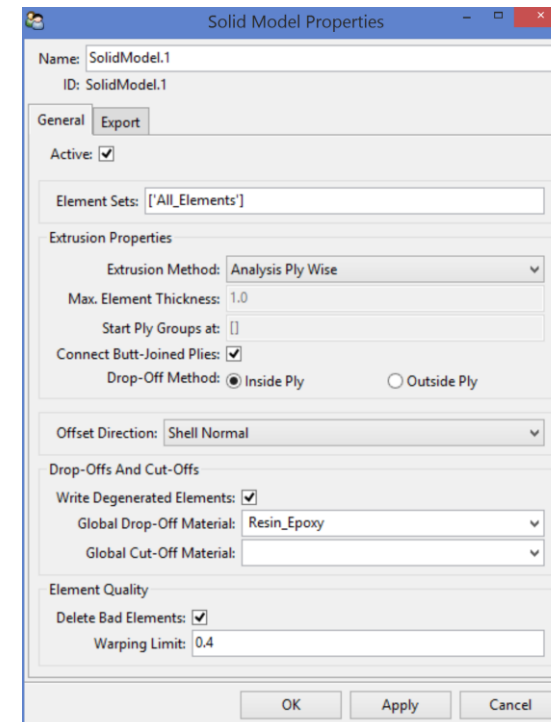 Solid Model Properties
Name: SolidModel.1
ID: SolidModel.1
General Export
Active:
Element Sets: ['All_Elements']
Extrusion Properties
Extrusion Method: Analysis Ply Wise
Max. Element Thickness: 1.0
Start Ply Groups at: []
Connect Butt-Joined Plies:
Drop-Off Method: Inside Ply Outside Ply
Offset Direction: Shell Normal
Drop-Offs And Cut-Offs
Write Degenerated Elements:
Global Drop-Off Material: Resin_Epoxy
Global Cut-Off Material:
Element Quality
Delete Bad Elements:
Warping Limit: 0.4
OK Apply Cancel